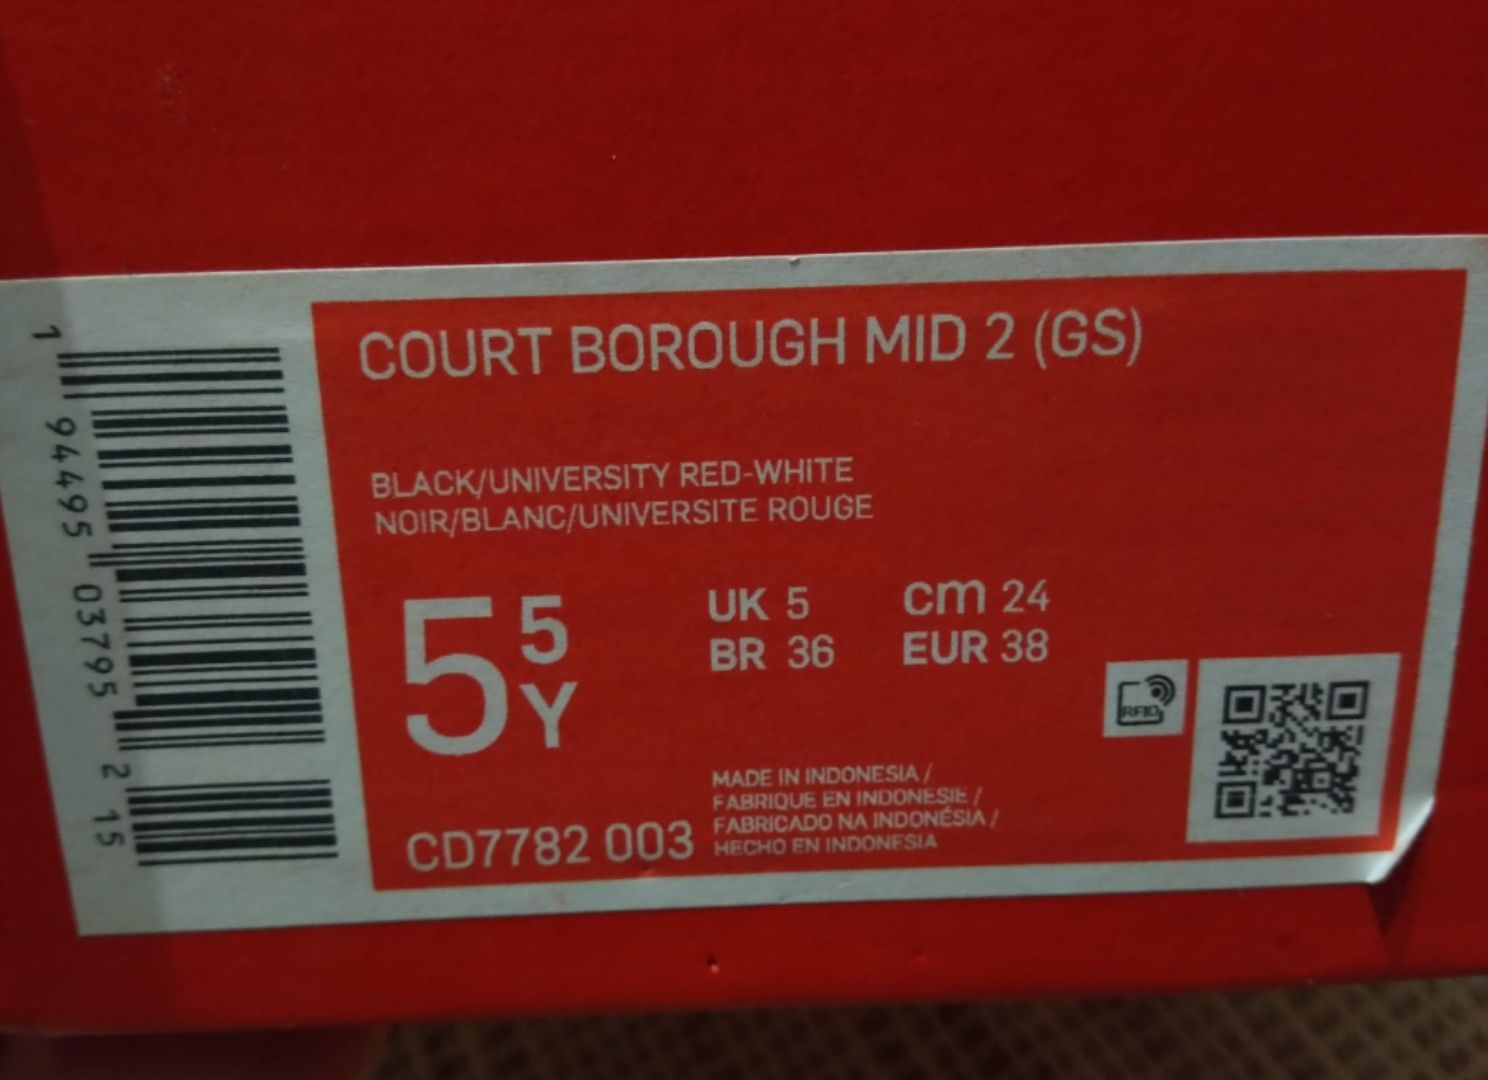 COURT BOROUGH MID 2 (GS)
BLACK/UNIVERSITY RED-WHITE
NOIR/BLANC/UNIVERSITE ROUGE
5 5 Y
UK 5 cm 24
BR 36 EUR 38
RFID
MADE IN INDONESIA /
FABRIQUE EN INDONESIE /
FABRICADO NA INDONÉSIA /
HECHO EN INDONESIA
CD7782 003
1 94495 03795 2 15